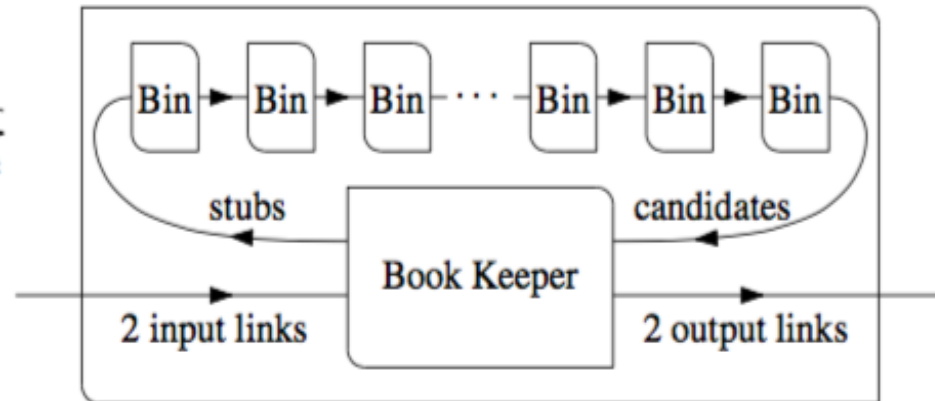 Bin Bin Bin ··· Bin Bin Bin
stubs candidates
Book Keeper
2 input links 2 output links